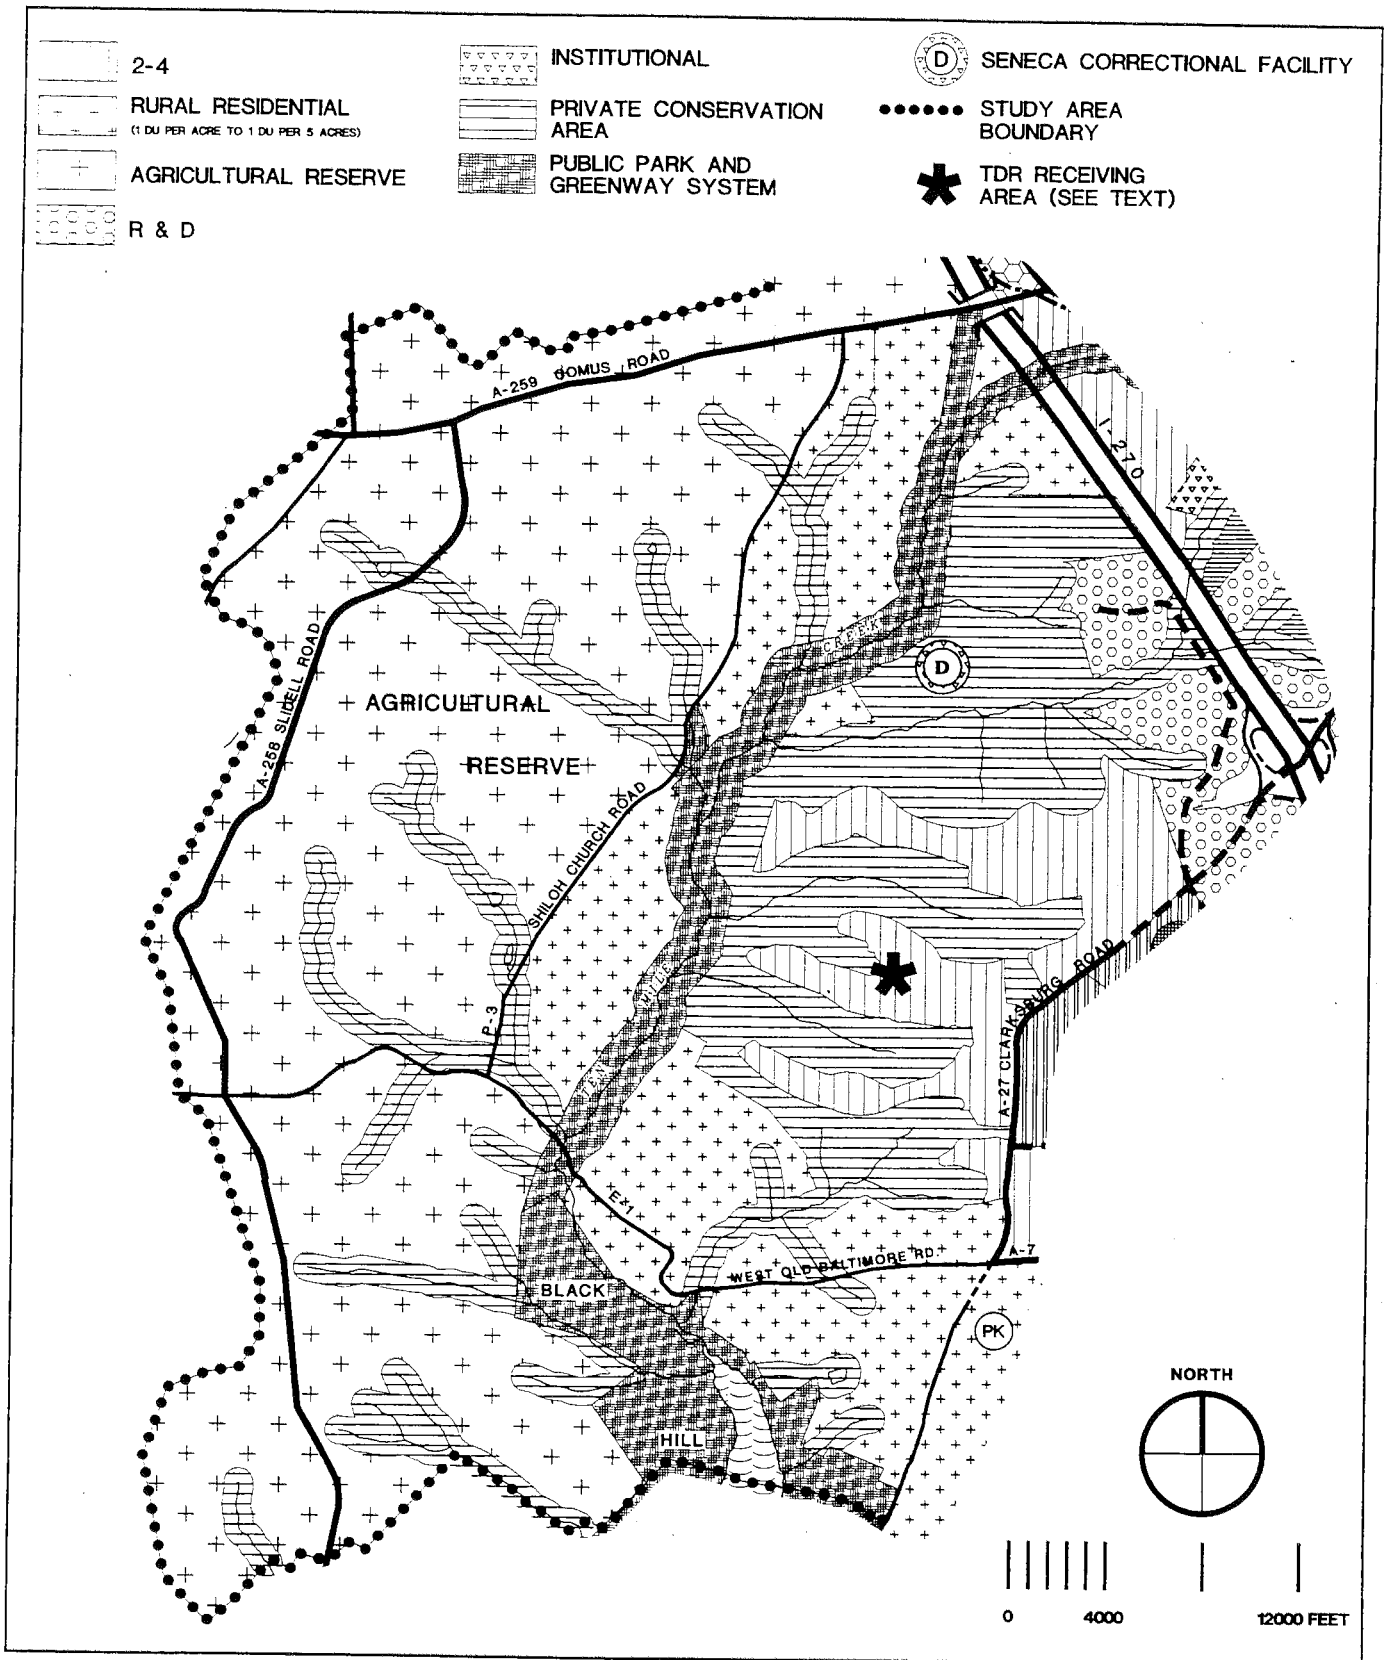 2-4
RURAL RESIDENTIAL
(1 DU PER ACRE TO 1 DU PER 5 ACRES)
AGRICULTURAL RESERVE
R & D
INSTITUTIONAL
PRIVATE CONSERVATION
AREA
PUBLIC PARK AND
GREENWAY SYSTEM
D SENECA CORRECTIONAL FACILITY
STUDY AREA
BOUNDARY
TDR RECEIVING
AREA (SEE TEXT)
A-259 COMUS ROAD
I-270
CREEK
D
A-258 SLIDELL ROAD
AGRICULTURAL
RESERVE
SHILOH CHURCH ROAD
MILE
TEN
P-3
A-27 CLARKSBURG ROAD
E-1
WEST OLD BALTIMORE RD.
A-7
BLACK
HILL
PK
NORTH
0 4000 12000 FEET